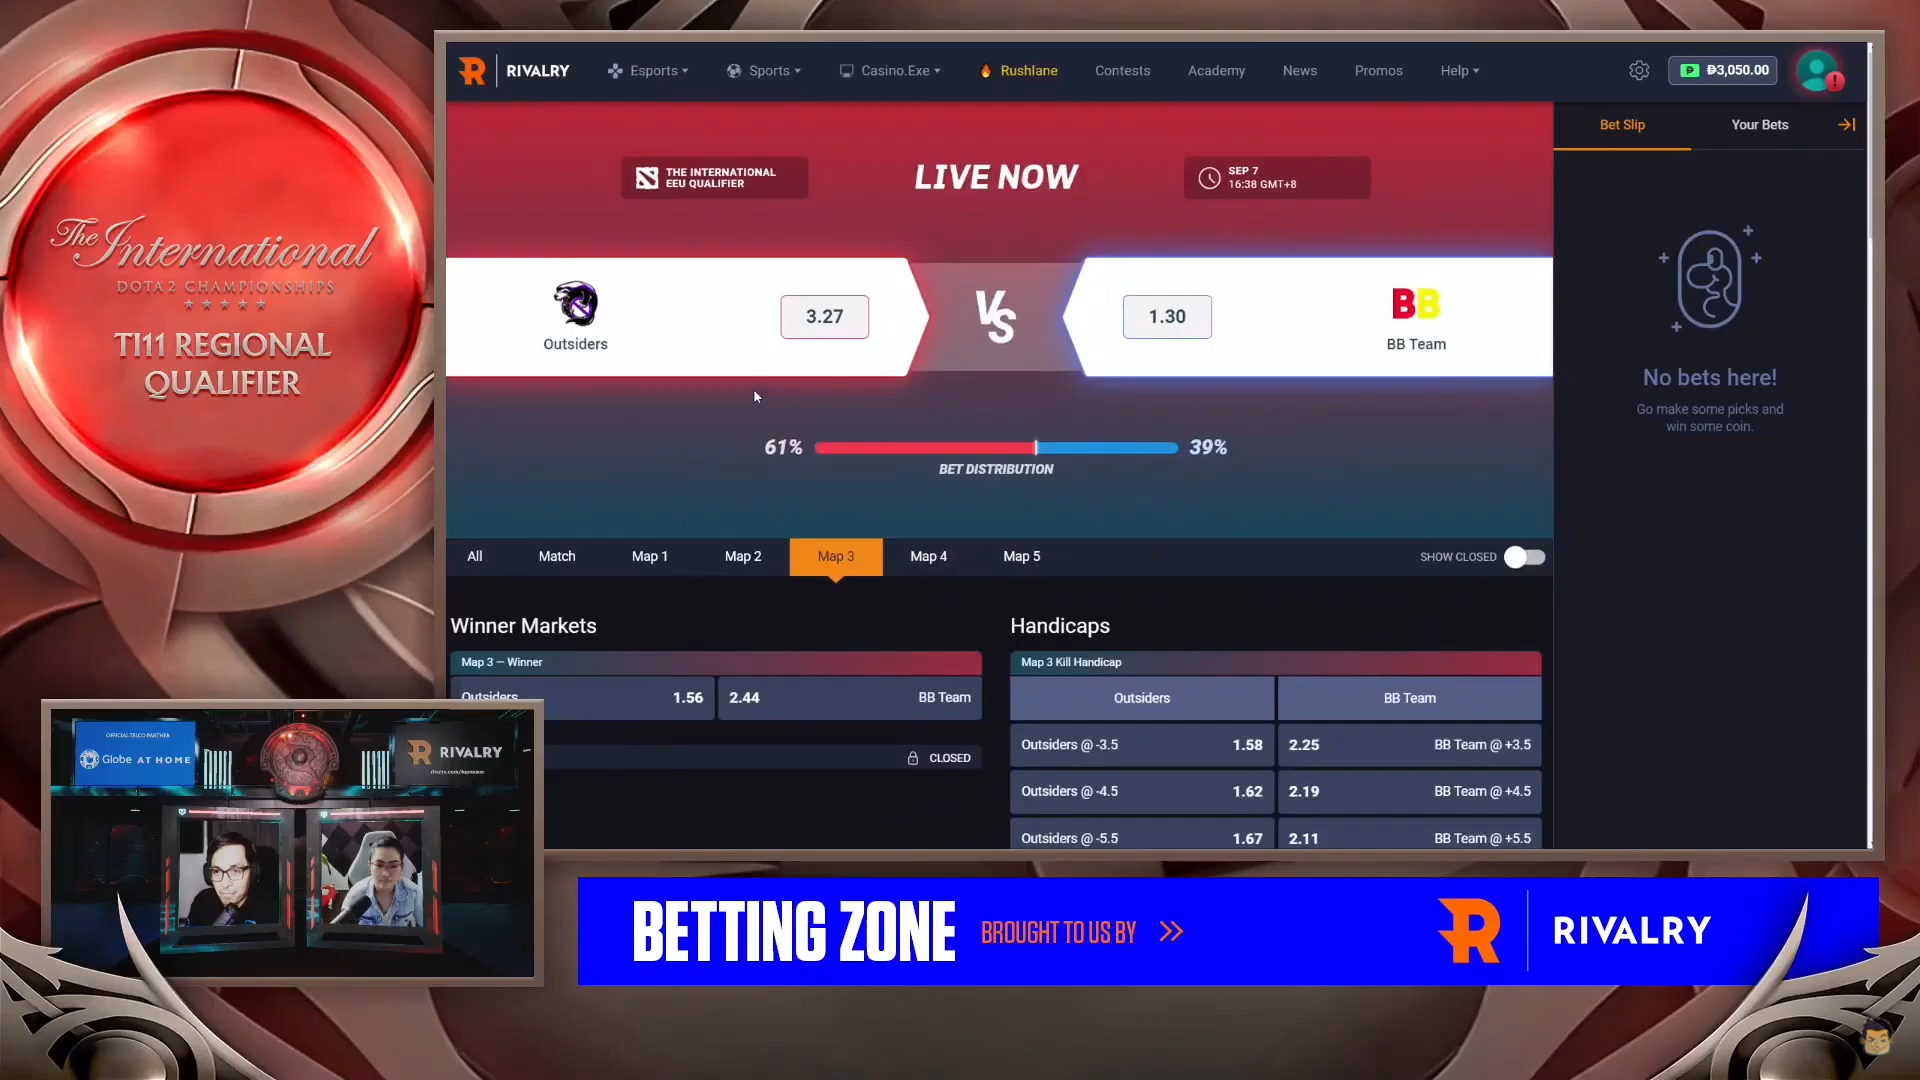 The International
DOTA 2 CHAMPIONSHIPS
TI11 REGIONAL
QUALIFIER
RIVALRY
Esports
Sports
Casino.Exe
Rushlane
Contests
Academy
News
Promos
Help
₱3,050.00
THE INTERNATIONAL
EEU QUALIFIER
LIVE NOW
SEP 7
16:38 GMT+8
Bet Slip
Your Bets
Outsiders
3.27
VS
1.30
BB
BB Team
61%
39%
BET DISTRIBUTION
No bets here!
Go make some picks and
win some coin.
All
Match
Map 1
Map 2
Map 3
Map 4
Map 5
SHOW CLOSED
Winner Markets
Map 3 – Winner
Outsiders 1.56
2.44 BB Team
CLOSED
Handicaps
Map 3 Kill Handicap
Outsiders
BB Team
Outsiders @ -3.5 1.58
2.25 BB Team @ +3.5
Outsiders @ -4.5 1.62
2.19 BB Team @ +4.5
Outsiders @ -5.5 1.67
2.11 BB Team @ +5.5
OFFICIAL TELCO PARTNER
Globe AT HOME
RIVALRY
BETTING ZONE
BROUGHT TO US BY
RIVALRY